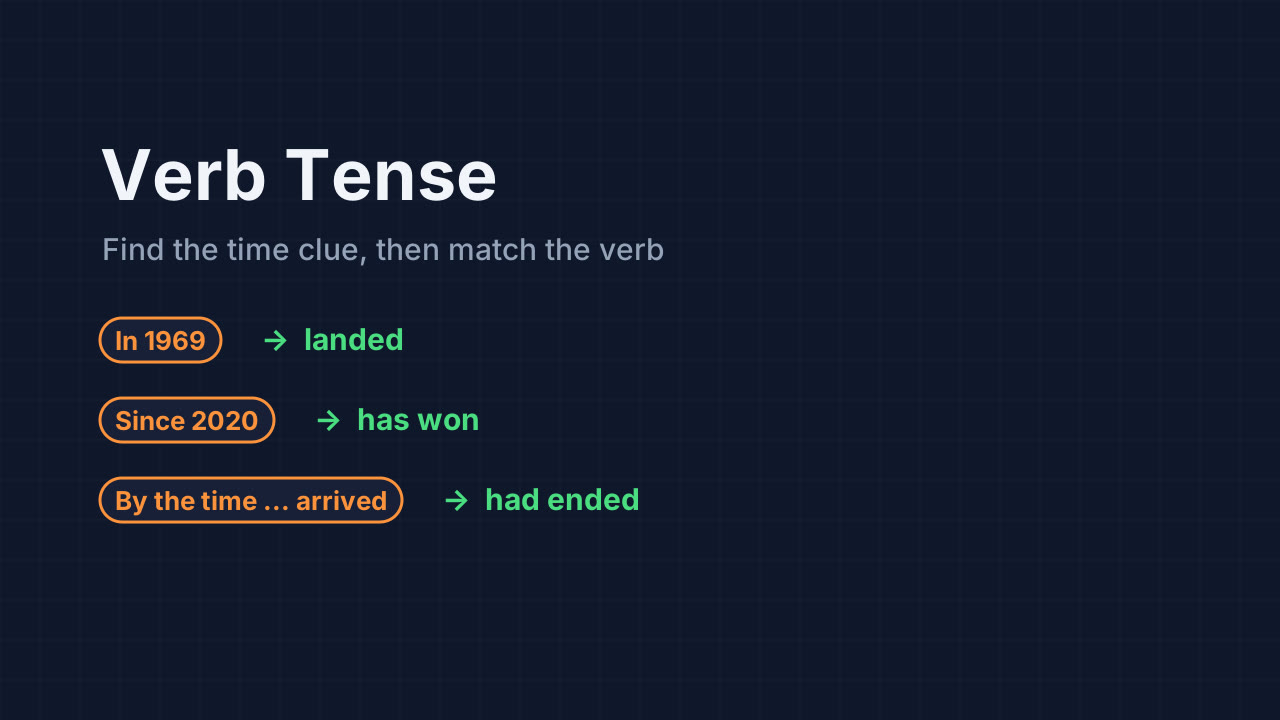 Verb Tense
Find the time clue, then match the verb
In 1969 → landed
Since 2020 → has won
By the time … arrived → had ended